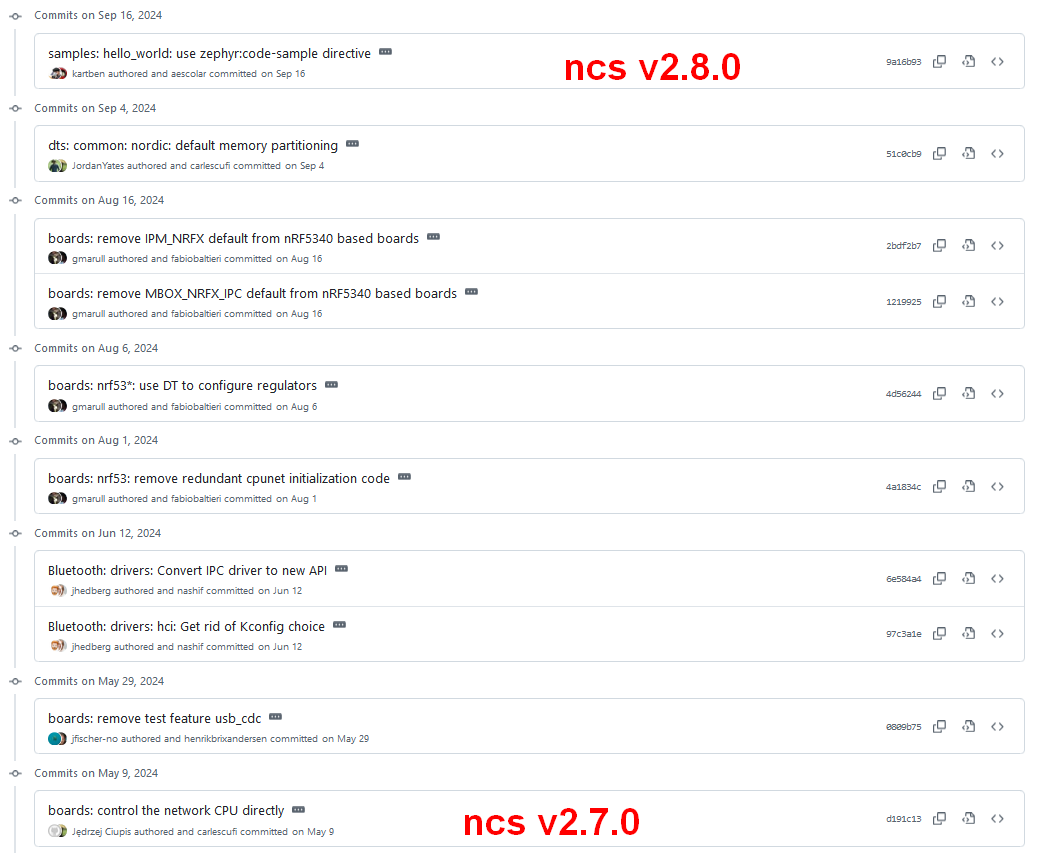 Commits on Sep 16, 2024
samples: hello_world: use zephyr:code-sample directive
ncs v2.8.0
9a16b93
kartben authored and aescolar committed on Sep 16
Commits on Sep 4, 2024
dts: common: nordic: default memory partitioning
51c0cb9
JordanYates authored and carlescufi committed on Sep 4
Commits on Aug 16, 2024
boards: remove IPM_NRFX default from nRF5340 based boards
2bdf2b7
gmarull authored and fabiobaltieri committed on Aug 16
boards: remove MBOX_NRFX_IPC default from nRF5340 based boards
1219925
gmarull authored and fabiobaltieri committed on Aug 16
Commits on Aug 6, 2024
boards: nrf53*: use DT to configure regulators
4d56244
gmarull authored and fabiobaltieri committed on Aug 6
Commits on Aug 1, 2024
boards: nrf53: remove redundant cpunet initialization code
4a1834c
gmarull authored and fabiobaltieri committed on Aug 1
Commits on Jun 12, 2024
Bluetooth: drivers: Convert IPC driver to new API
6e584a4
jhedberg authored and nashif committed on Jun 12
Bluetooth: drivers: hci: Get rid of Kconfig choice
97c3a1e
jhedberg authored and nashif committed on Jun 12
Commits on May 29, 2024
boards: remove test feature usb_cdc
0809b75
jfischer-no authored and henrikbrixandersen committed on May 29
Commits on May 9, 2024
boards: control the network CPU directly
ncs v2.7.0
d191c13
Jędrzej Ciupis authored and carlescufi committed on May 9